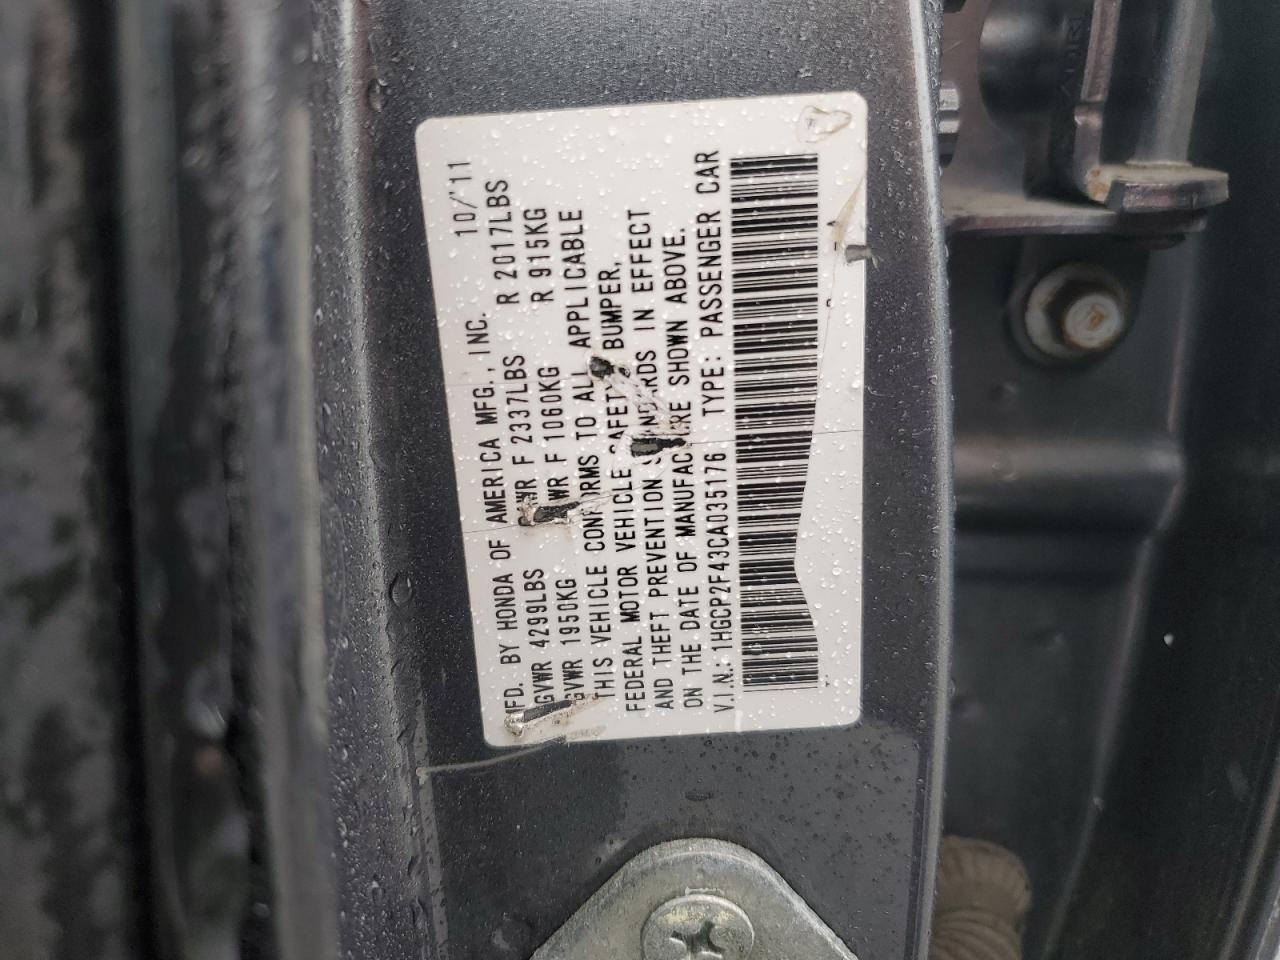 MFD. BY HONDA OF AMERICA MFG., INC. 10/'11
GVWR 4299LBS GAWR F 2337LBS R 2017LBS
GVWR 1950KG GAWR F 1060KG R 915KG
THIS VEHICLE CONFORMS TO ALL APPLICABLE
FEDERAL MOTOR VEHICLE SAFETY BUMPER,
AND THEFT PREVENTION STANDARDS IN EFFECT
ON THE DATE OF MANUFACTURE SHOWN ABOVE.
V.I.N.: 1HGCP2F43CA035176 TYPE: PASSENGER CAR